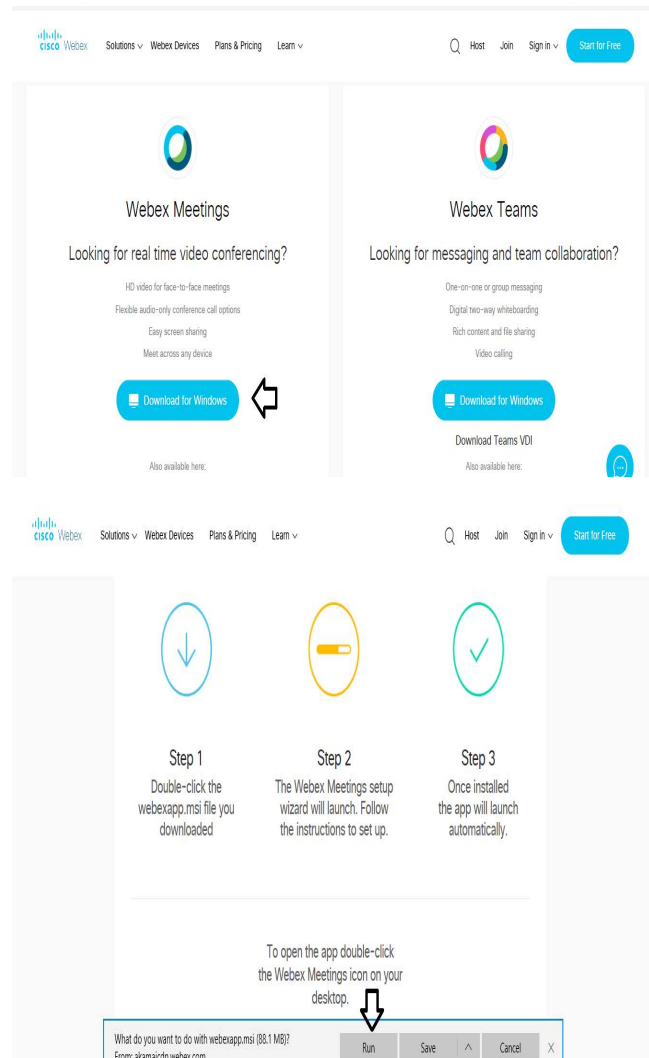 CISCO Webex Solutions Webex Devices Plans & Pricing Learn Host Join Sign in Start for Free
Webex Meetings
Looking for real time video conferencing?
HD video for face-to-face meetings
Flexible audio-only conference call options
Easy screen sharing
Meet across any device
Download for Windows
Also available here:
Webex Teams
Looking for messaging and team collaboration?
One-on-one or group messaging
Digital two-way whiteboarding
Rich content and file sharing
Video calling
Download for Windows
Download Teams VDI
Also available here:
CISCO Webex Solutions Webex Devices Plans & Pricing Learn Host Join Sign in Start for Free
Step 1
Double-click the
webexapp.msi file you
downloaded
Step 2
The Webex Meetings setup
wizard will launch. Follow
the instructions to set up.
Step 3
Once installed
the app will launch
automatically.
To open the app double-click
the Webex Meetings icon on your
desktop.
What do you want to do with webexapp.msi (88.1 MB)?
From: akamaicdn.webex.com
Run Save Cancel X